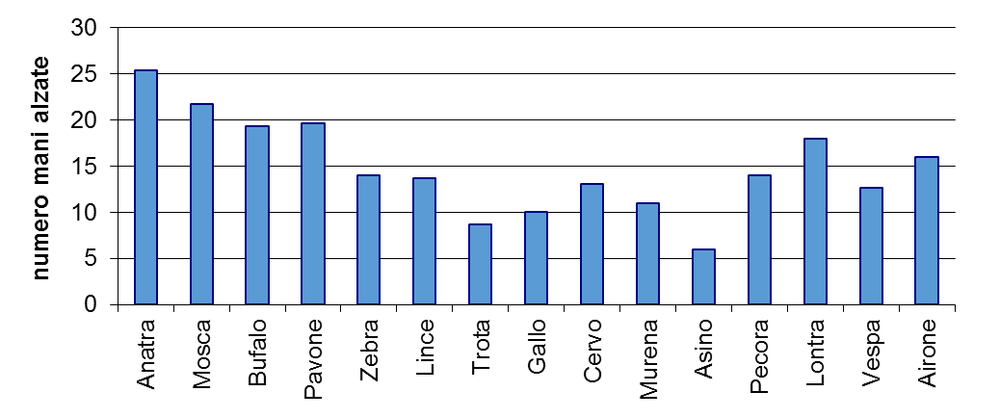 30
25
20
15
10
5
0
numero mani alzate
Anatra
Mosca
Bufalo
Pavone
Zebra
Lince
Trota
Gallo
Cervo
Murena
Asino
Pecora
Lontra
Vespa
Airone